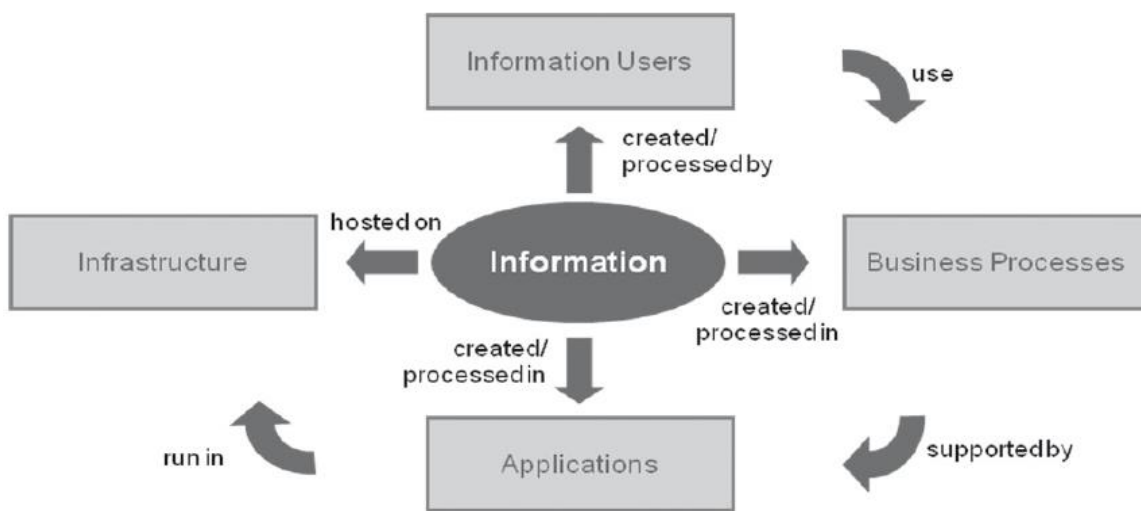 Information Users
use
created/
processed by
hosted on
Infrastructure
Information
Business Processes
created/
processed in
created/
processed in
run in
Applications
supported by